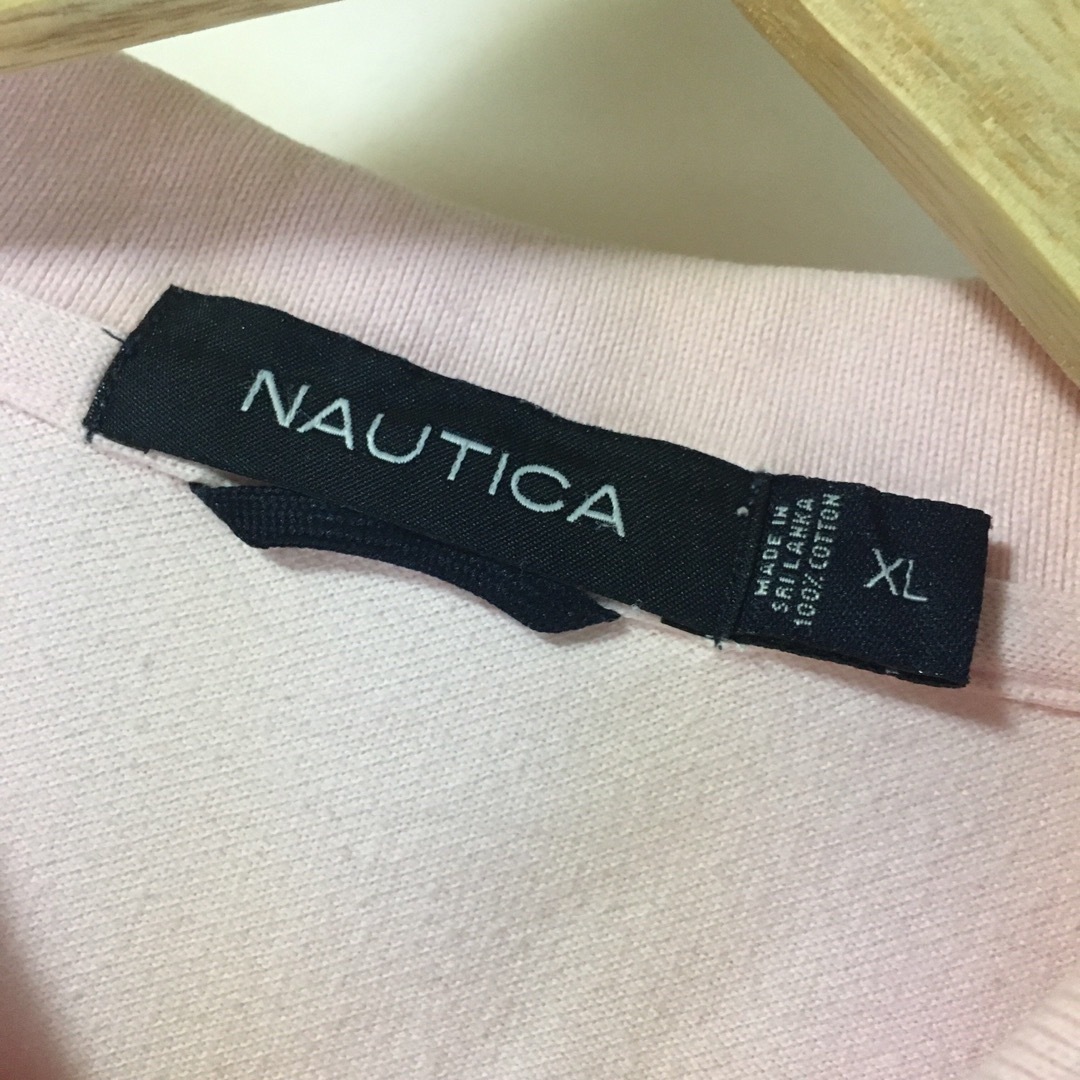 NAUTICA
MADE IN
SRI LANKA
100% COTTON
XL